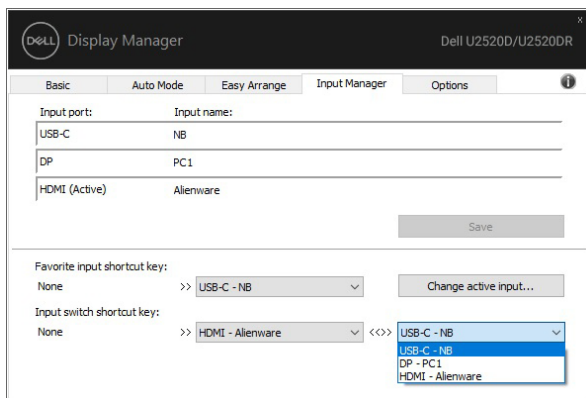 DELL Display Manager Dell U2520D/U2520DR x
Basic Auto Mode Easy Arrange Input Manager Options i
Input port: Input name:
USB-C NB
DP PC1
HDMI (Active) Alienware
Save
Favorite input shortcut key:
None >> USB-C - NB Change active input...
Input switch shortcut key:
None >> HDMI - Alienware <<>> USB-C - NB
USB-C - NB
DP - PC1
HDMI - Alienware